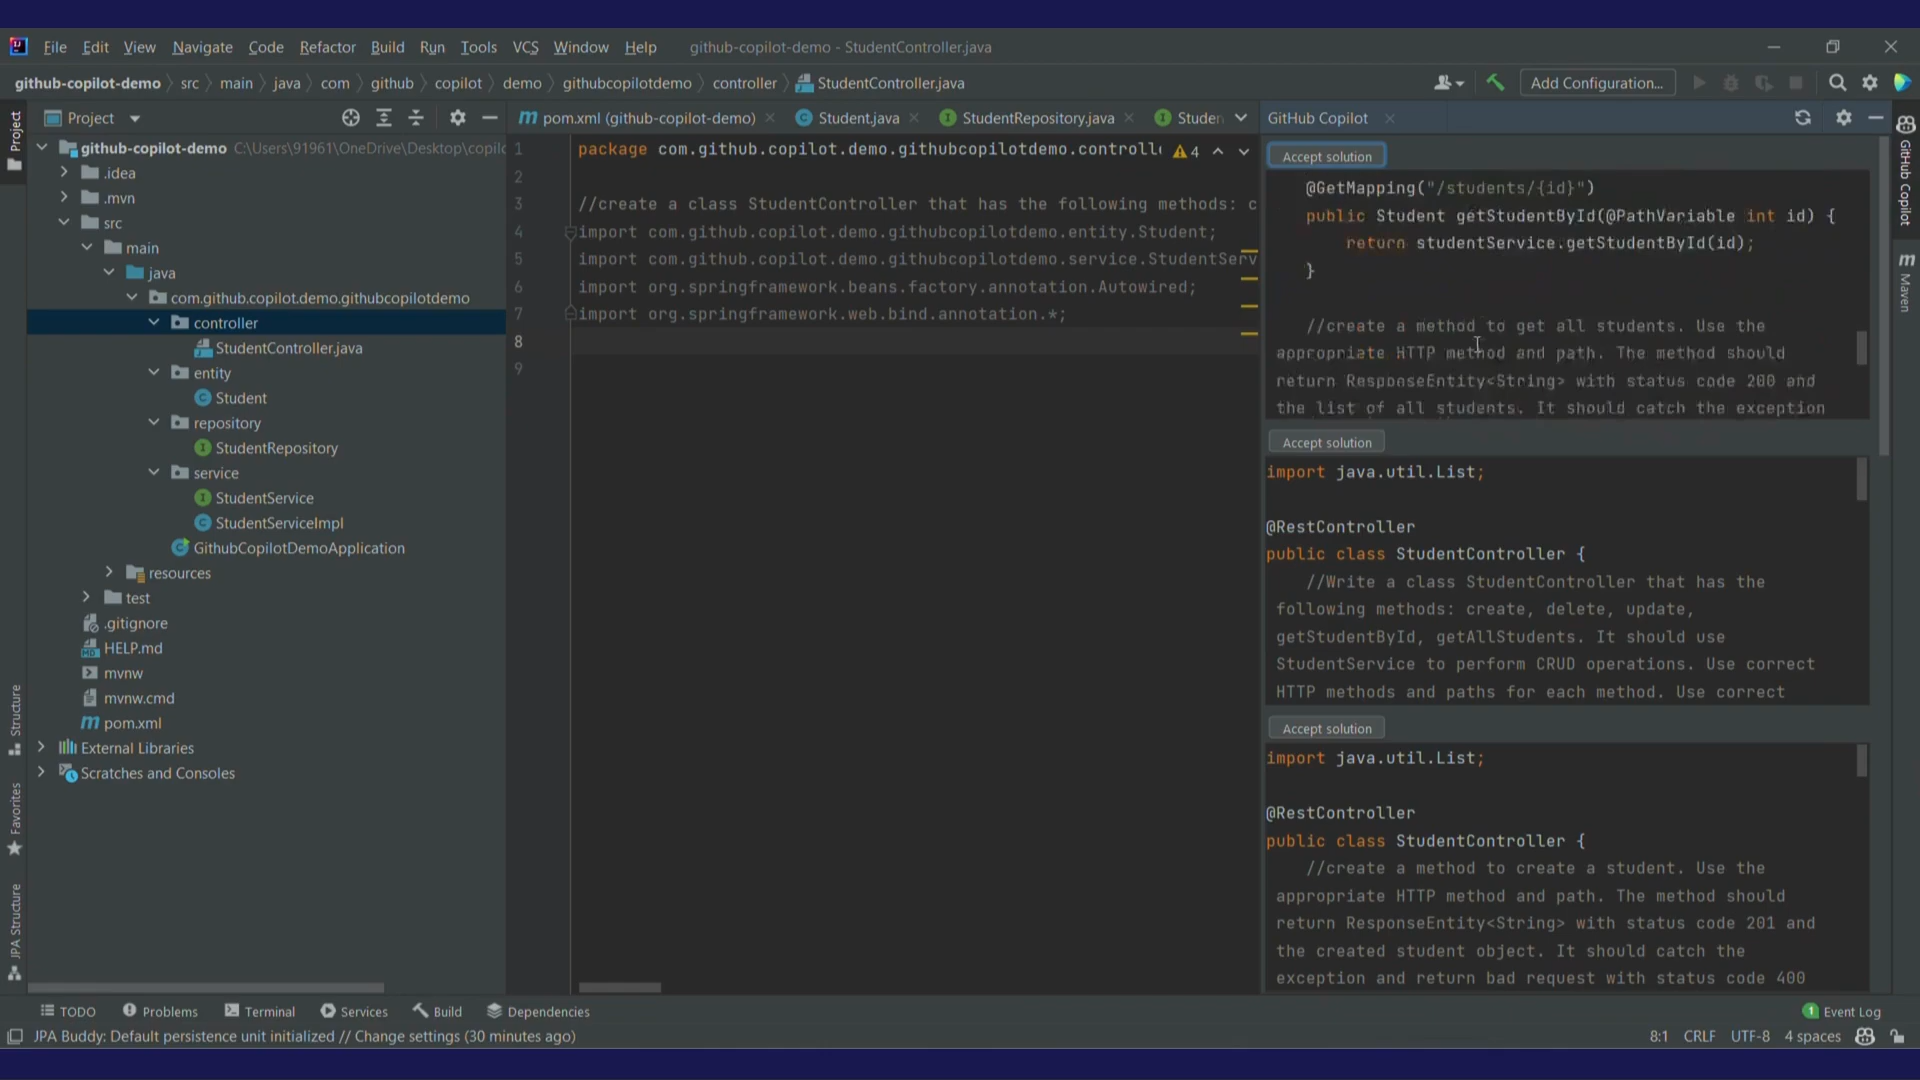 File Edit View Navigate Code Refactor Build Run Tools VCS Window Help github-copilot-demo - StudentController.java
github-copilot-demo src main java com github copilot demo githubcopilotdemo controller StudentController.java Add Configuration...
Project
github-copilot-demo C:\Users\91961\OneDrive\Desktop\copilc
.idea
.mvn
src
main
java
com.github.copilot.demo.githubcopilotdemo
controller
StudentController.java
entity
Student
repository
StudentRepository
service
StudentService
StudentServiceImpl
GithubCopilotDemoApplication
resources
test
.gitignore
HELP.md
mvnw
mvnw.cmd
pom.xml
External Libraries
Scratches and Consoles
Project
Structure
Favorites
JPA Structure
pom.xml (github-copilot-demo) Student.java StudentRepository.java Studen
4
1 package com.github.copilot.demo.githubcopilotdemo.controlle
2
3 //create a class StudentController that has the following methods: c
4 import com.github.copilot.demo.githubcopilotdemo.entity.Student;
5 import com.github.copilot.demo.githubcopilotdemo.service.StudentServ
6 import org.springframework.beans.factory.annotation.Autowired;
7 import org.springframework.web.bind.annotation.*;
8
9
GitHub Copilot
Accept solution
@GetMapping("/students/{id}")
public Student getStudentById(@PathVariable int id) {
return studentService.getStudentById(id);
}
//create a method to get all students. Use the
appropriate HTTP method and path. The method should
return ResponseEntity<String> with status code 200 and
the list of all students. It should catch the exception
Accept solution
import java.util.List;
@RestController
public class StudentController {
//Write a class StudentController that has the
following methods: create, delete, update,
getStudentById, getAllStudents. It should use
StudentService to perform CRUD operations. Use correct
HTTP methods and paths for each method. Use correct
Accept solution
import java.util.List;
@RestController
public class StudentController {
//create a method to create a student. Use the
appropriate HTTP method and path. The method should
return ResponseEntity<String> with status code 201 and
the created student object. It should catch the
exception and return bad request with status code 400
GitHub Copilot
Maven
TODO Problems Terminal Services Build Dependencies 1 Event Log
JPA Buddy: Default persistence unit initialized // Change settings (30 minutes ago) 8:1 CRLF UTF-8 4 spaces